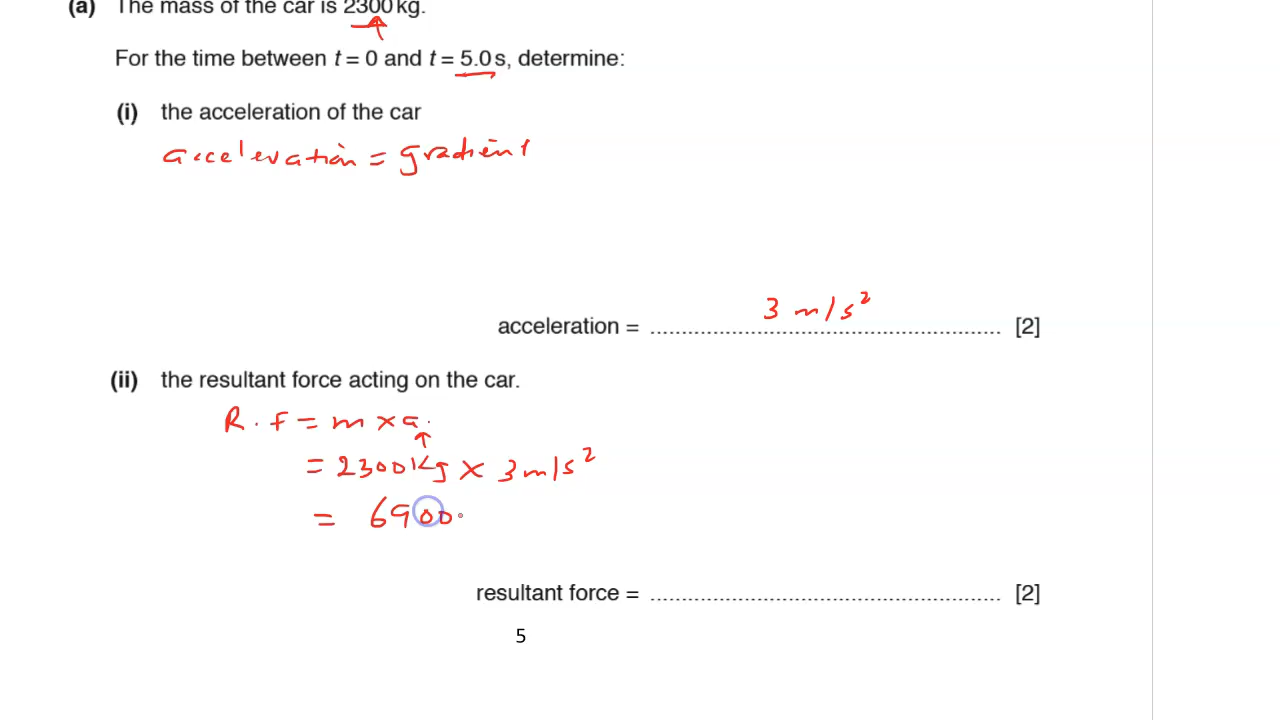 (a) The mass of the car is 2300 kg.
For the time between t = 0 and t = 5.0 s, determine:
(i) the acceleration of the car
acceleration = gradient
3 m/s²
acceleration = .................................................. [2]
(ii) the resultant force acting on the car.
R.F = m × a.
= 2300 Kg × 3 m/s²
= 6900.
resultant force = .................................................. [2]
5